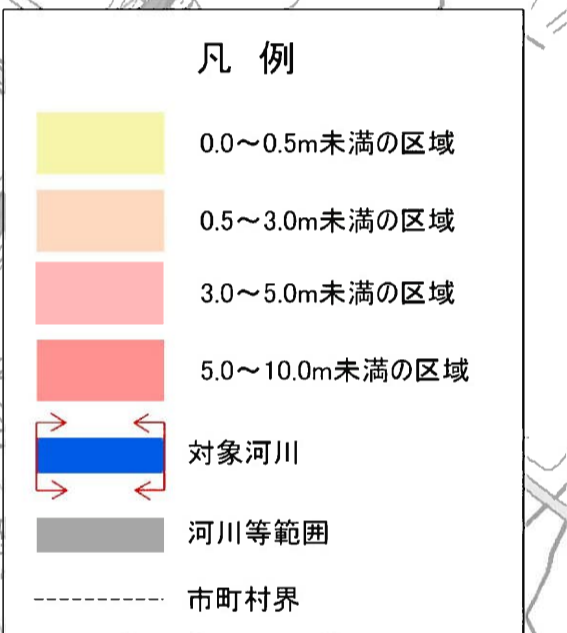 凡 例
0.0～0.5m未満の区域
0.5～3.0m未満の区域
3.0～5.0m未満の区域
5.0～10.0m未満の区域
対象河川
河川等範囲
市町村界